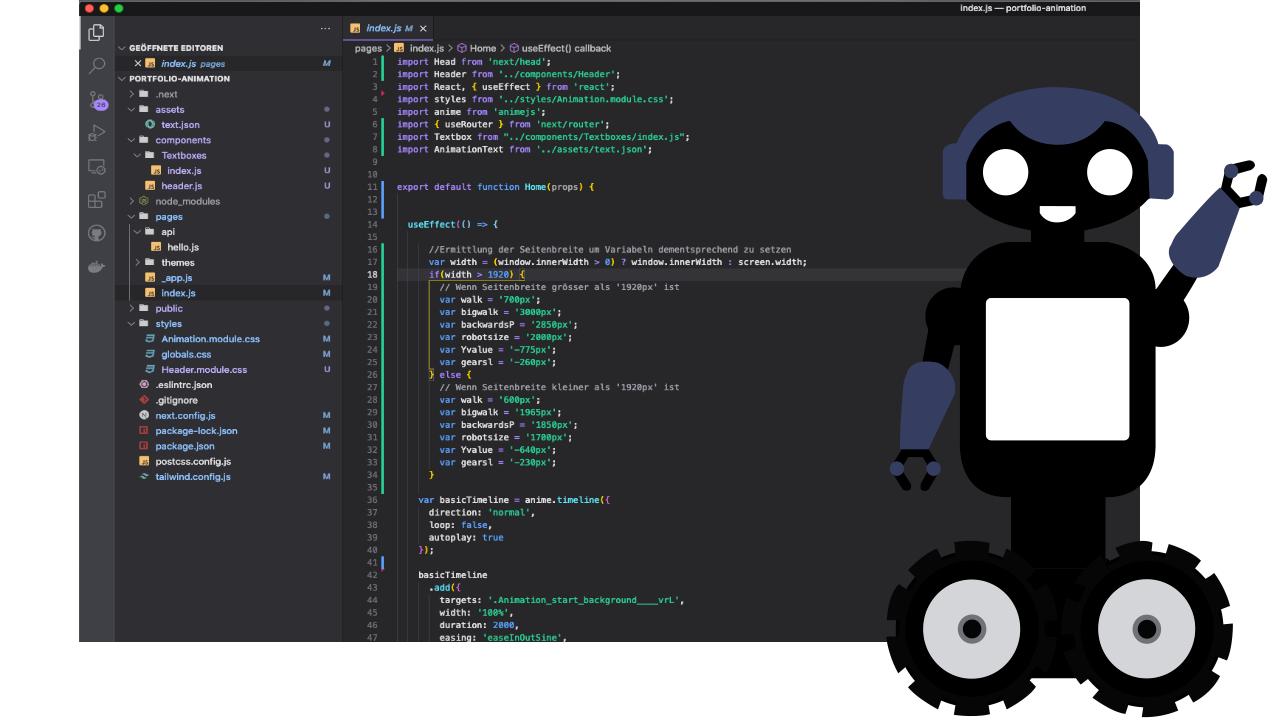 index.js — portfolio-animation
GEÖFFNETE EDITOREN
index.js pages M
PORTFOLIO-ANIMATION
.next
assets
text.json U
components
Textboxes
index.js U
header.js U
node_modules
pages
api
hello.js
themes
_app.js M
index.js M
public
styles
Animation.module.css M
globals.css M
Header.module.css U
.eslintrc.json
.gitignore
next.config.js M
package-lock.json M
package.json M
postcss.config.js
tailwind.config.js M
26
index.js M
pages > index.js > Home > useEffect() callback
1 import Head from 'next/head';
2 import Header from '../components/Header';
3 import React, { useEffect } from 'react';
4 import styles from '../styles/Animation.module.css';
5 import anime from 'animejs';
6 import { useRouter } from 'next/router';
7 import Textbox from "../components/Textboxes/index.js";
8 import AnimationText from '../assets/text.json';
9
10
11 export default function Home(props) {
12
13
14 useEffect(() => {
15
16 //Ermittlung der Seitenbreite um Variabeln dementsprechend zu setzen
17 var width = (window.innerWidth > 0) ? window.innerWidth : screen.width;
18 if(width > 1920) {
19 // Wenn Seitenbreite grösser als '1920px' ist
20 var walk = '700px';
21 var bigwalk = '3000px';
22 var backwardsP = '2850px';
23 var robotsize = '2000px';
24 var Yvalue = '-775px';
25 var gearsl = '-260px';
26 } else {
27 // Wenn Seitenbreite kleiner als '1920px' ist
28 var walk = '600px';
29 var bigwalk = '1965px';
30 var backwardsP = '1850px';
31 var robotsize = '1700px';
32 var Yvalue = '-640px';
33 var gearsl = '-230px';
34 }
35
36 var basicTimeline = anime.timeline({
37 direction: 'normal',
38 loop: false,
39 autoplay: true
40 });
41
42 basicTimeline
43 .add({
44 targets: '.Animation_start_background____vrL',
45 width: '100%',
46 duration: 2000,
47 easing: 'easeInOutSine',